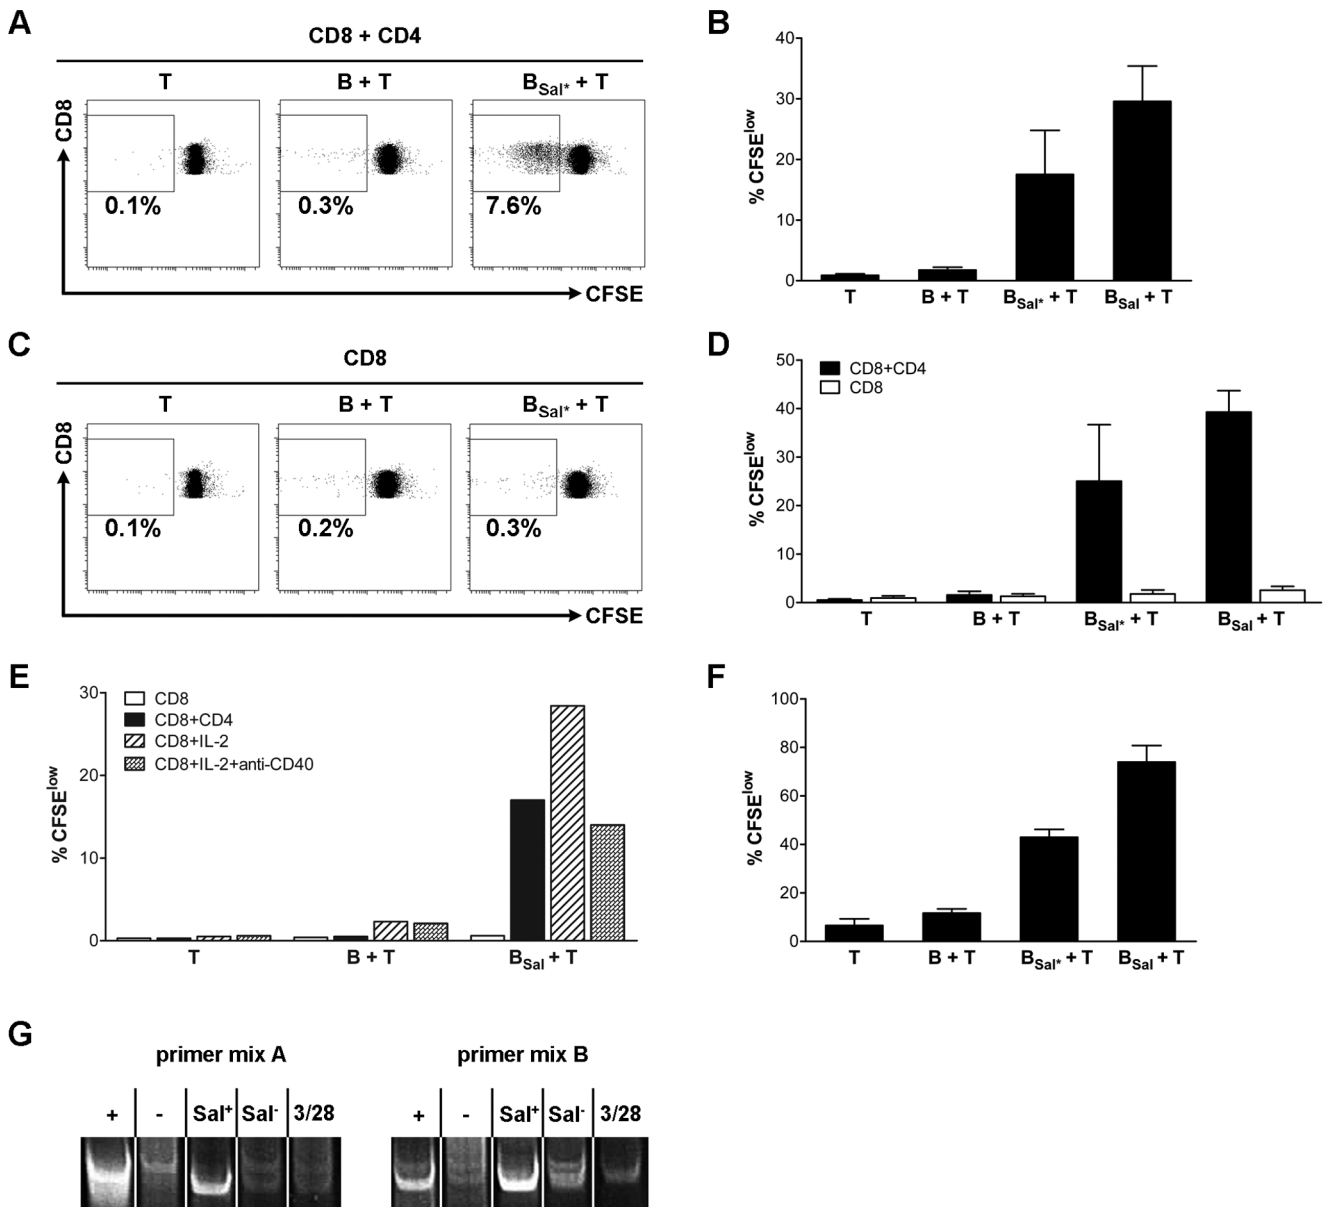 A
CD8 + CD4
T
B + T
BSal* + T
CD8
0.1%
0.3%
7.6%
CFSE
B
% CFSElow
40
30
20
10
0
T
B + T
BSal* + T
BSal + T
C
CD8
T
B + T
BSal* + T
CD8
0.1%
0.2%
0.3%
CFSE
D
% CFSElow
50
40
30
20
10
0
CD8+CD4
CD8
T
B + T
BSal* + T
BSal + T
E
% CFSElow
30
20
10
0
CD8
CD8+CD4
CD8+IL-2
CD8+IL-2+anti-CD40
T
B + T
BSal + T
F
% CFSElow
100
80
60
40
20
0
T
B + T
BSal* + T
BSal + T
G
primer mix A
+ - Sal+ Sal- 3/28
primer mix B
+ - Sal+ Sal- 3/28